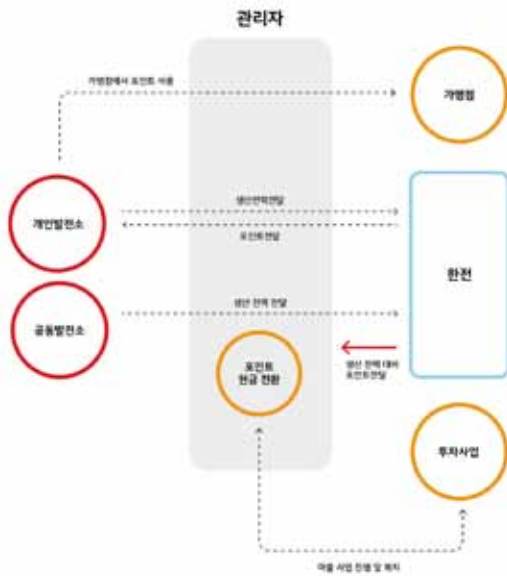 관리자
가맹점에서 포인트 사용
가맹점
개인발전소
생산전력전달
포인트전달
한전
공동발전소
생산 전력 전달
포인트
현금 전환
생산 전력 대비
포인트전달
투자사업
마을 사업 진행 및 복지